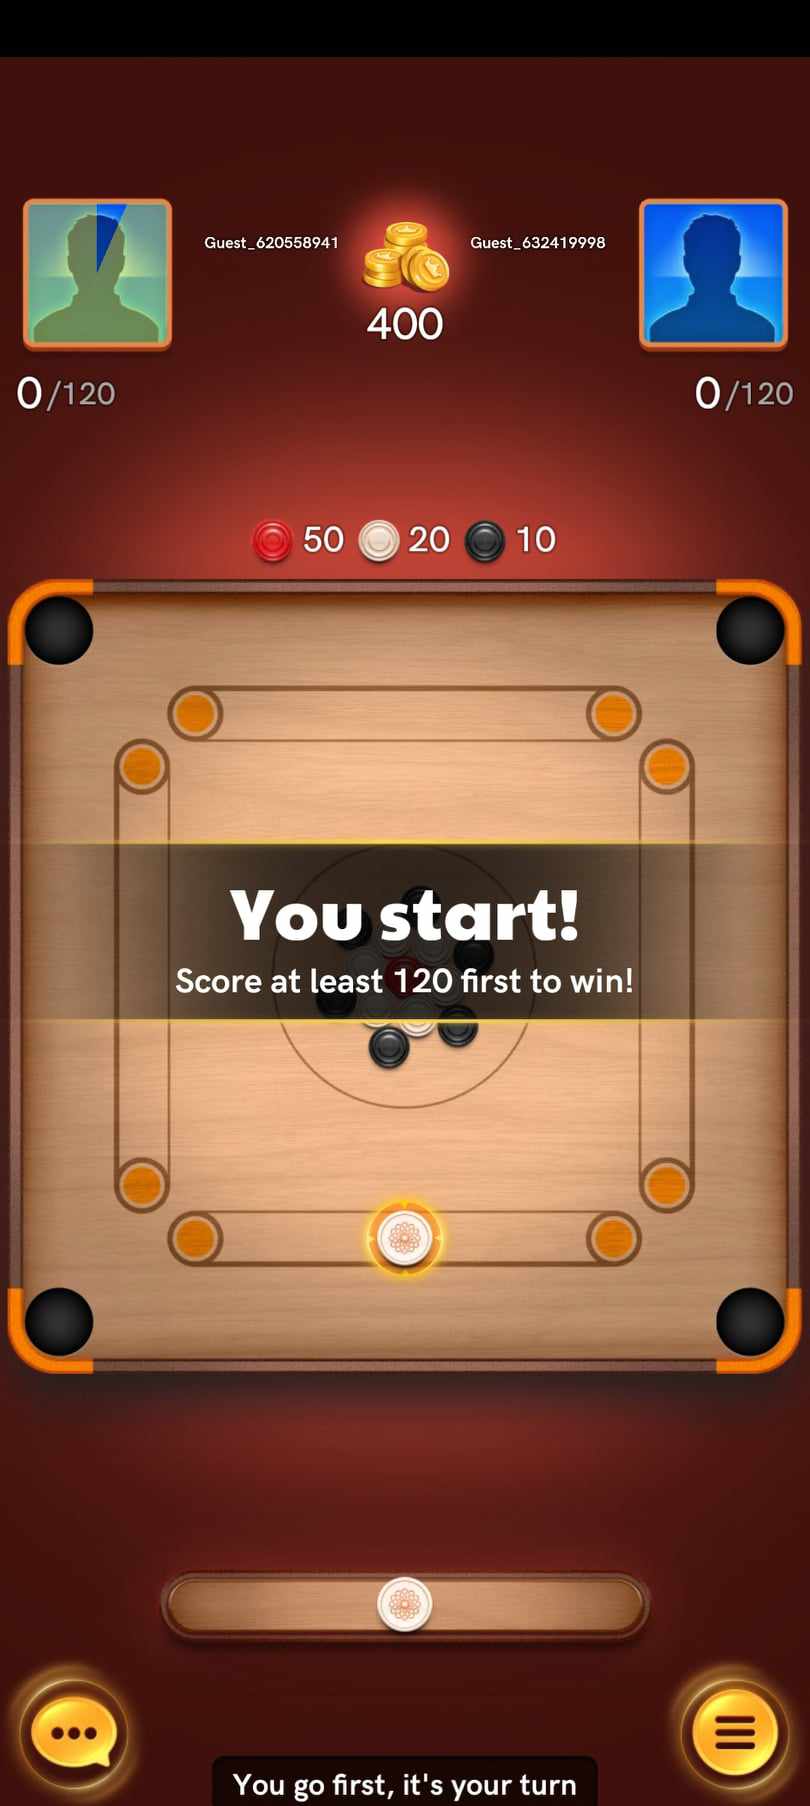 Guest_620558941
Guest_632419998
400
0/120
0/120
50 20 10
You start!
Score at least 120 first to win!
You go first, it's your turn